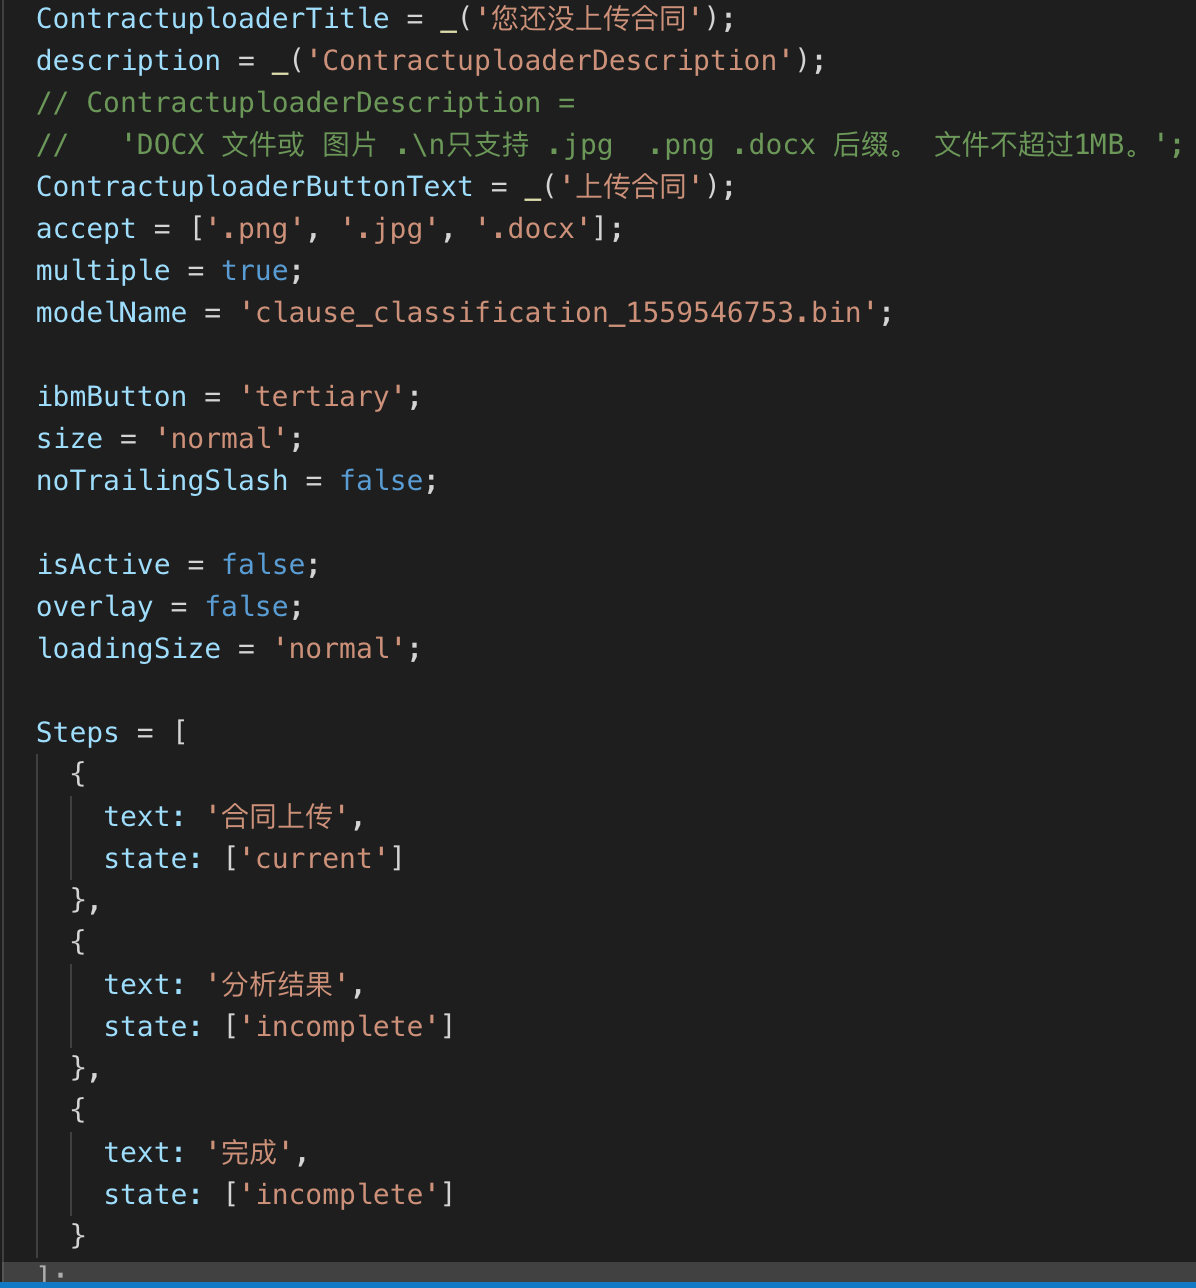 ContractuploaderTitle = _('您还没上传合同');
description = _('ContractuploaderDescription');
// ContractuploaderDescription =
//   'DOCX 文件或 图片 .\n只支持 .jpg  .png .docx 后缀。 文件不超过1MB。';
ContractuploaderButtonText = _('上传合同');
accept = ['.png', '.jpg', '.docx'];
multiple = true;
modelName = 'clause_classification_1559546753.bin';
ibmButton = 'tertiary';
size = 'normal';
noTrailingSlash = false;
isActive = false;
overlay = false;
loadingSize = 'normal';
Steps = [
  {
    text: '合同上传',
    state: ['current']
  },
  {
    text: '分析结果',
    state: ['incomplete']
  },
  {
    text: '完成',
    state: ['incomplete']
  }
];